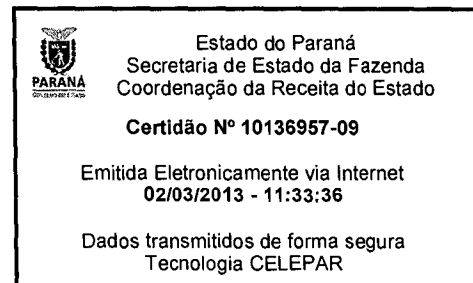 Estado do Paraná
Secretaria de Estado da Fazenda
Coordenação da Receita do Estado
PARANÁ
Certidão Nº 10136957-09
Emitida Eletronicamente via Internet
02/03/2013 - 11:33:36
Dados transmitidos de forma segura
Tecnologia CELEPAR